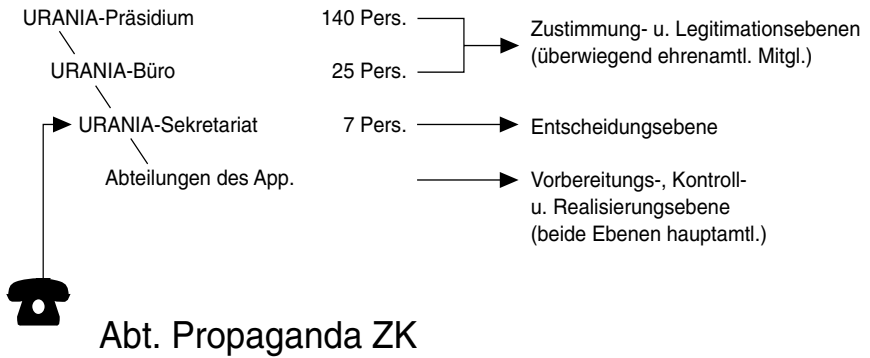 URANIA-Präsidium 140 Pers.
Zustimmung- u. Legitimationsebenen
(überwiegend ehrenamtl. Mitgl.)
URANIA-Büro 25 Pers.
URANIA-Sekretariat 7 Pers. Entscheidungsebene
Abteilungen des App. Vorbereitungs-, Kontroll-
u. Realisierungsebene
(beide Ebenen hauptamtl.)
Abt. Propaganda ZK